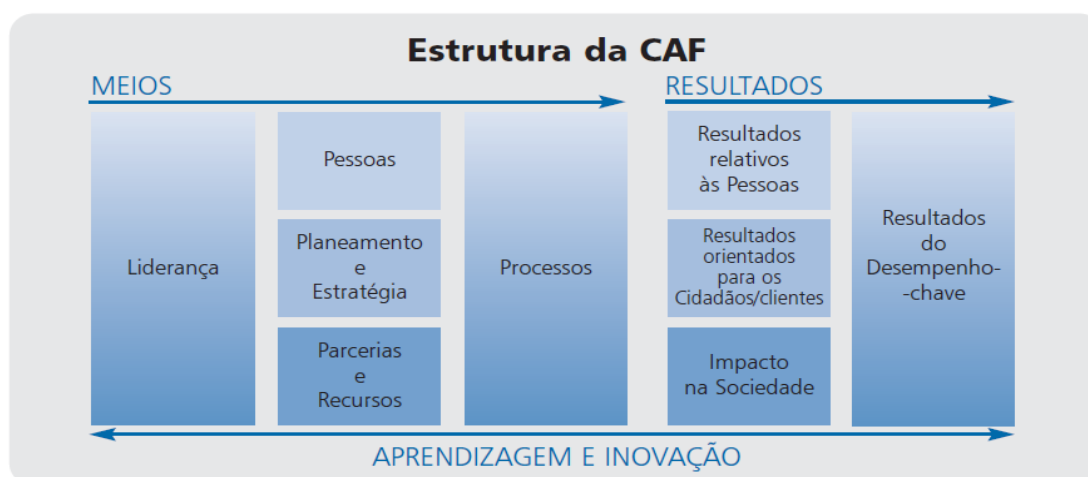 Estrutura da CAF
MEIOS
RESULTADOS
Liderança
Pessoas
Planeamento
e
Estratégia
Parcerias
e
Recursos
Processos
Resultados
relativos
às Pessoas
Resultados
orientados
para os
Cidadãos/clientes
Impacto
na Sociedade
Resultados
do
Desempenho-
-chave
APRENDIZAGEM E INOVAÇÃO